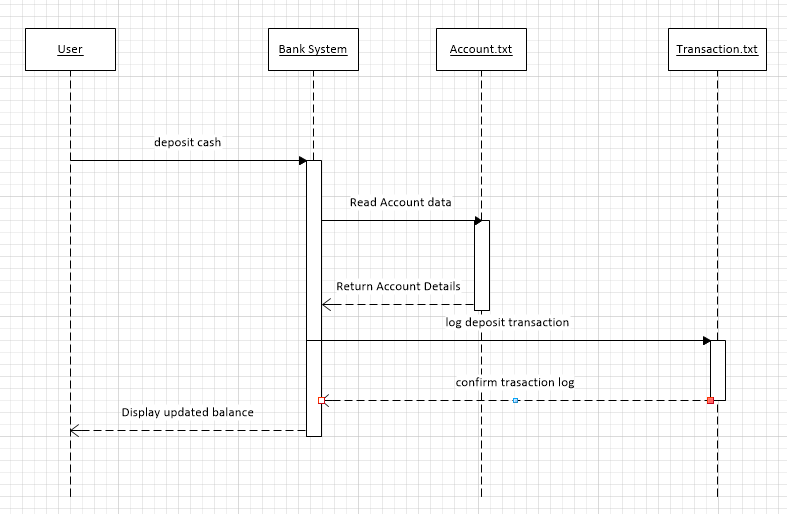 User
Bank System
Account.txt
Transaction.txt
deposit cash
Read Account data
Return Account Details
log deposit transaction
confirm trasaction log
Display updated balance